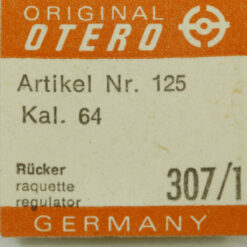 ORIGINAL
OTERO
Artikel Nr. 125
Kal. 64
Rücker
raquette
regulator
307/1
GERMANY